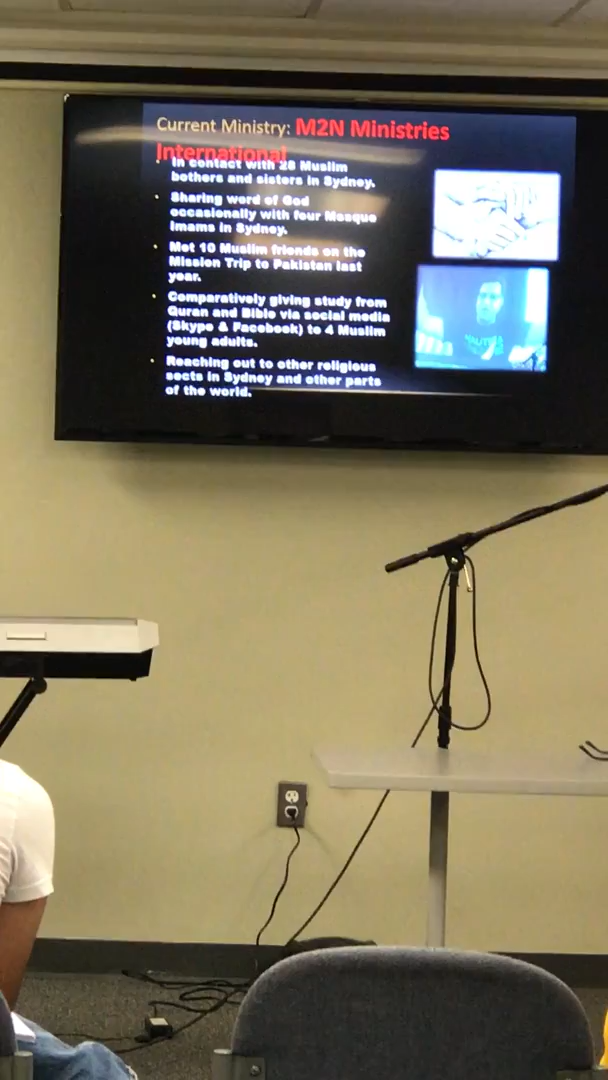 Current Ministry: M2N Ministries
International
In contact with 28 Muslim
bothers and sisters in Sydney.
Sharing word of God
occasionally with four Mosque
Imams in Sydney.
Met 10 Muslim friends on the
Mission Trip to Pakistan last
year.
Comparatively giving study from
Quran and Bible via social media
(Skype & Facebook) to 4 Muslim
young adults.
Reaching out to other religious
sects in Sydney and other parts
of the world.